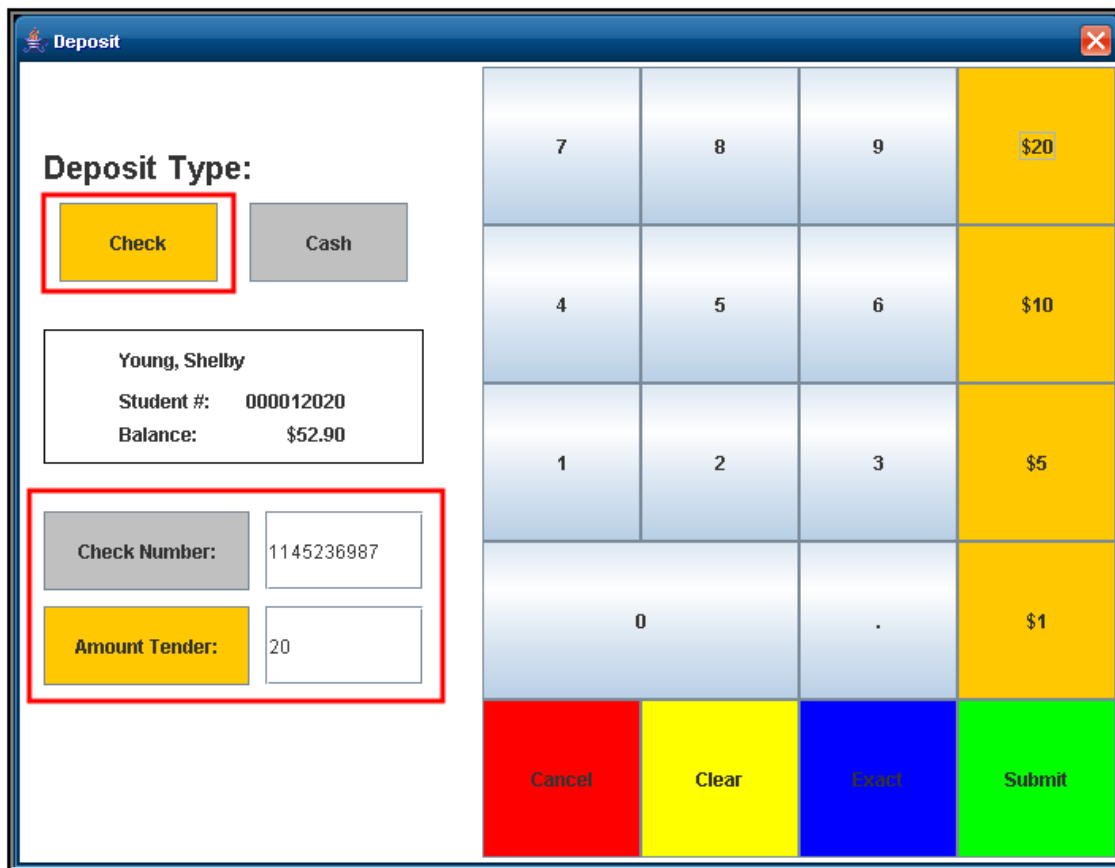 Deposit
Deposit Type:
Check Cash
Young, Shelby
Student #: 000012020
Balance: $52.90
Check Number: 1145236987
Amount Tender: 20
7 8 9 $20
4 5 6 $10
1 2 3 $5
0 . $1
Cancel Clear Exact Submit